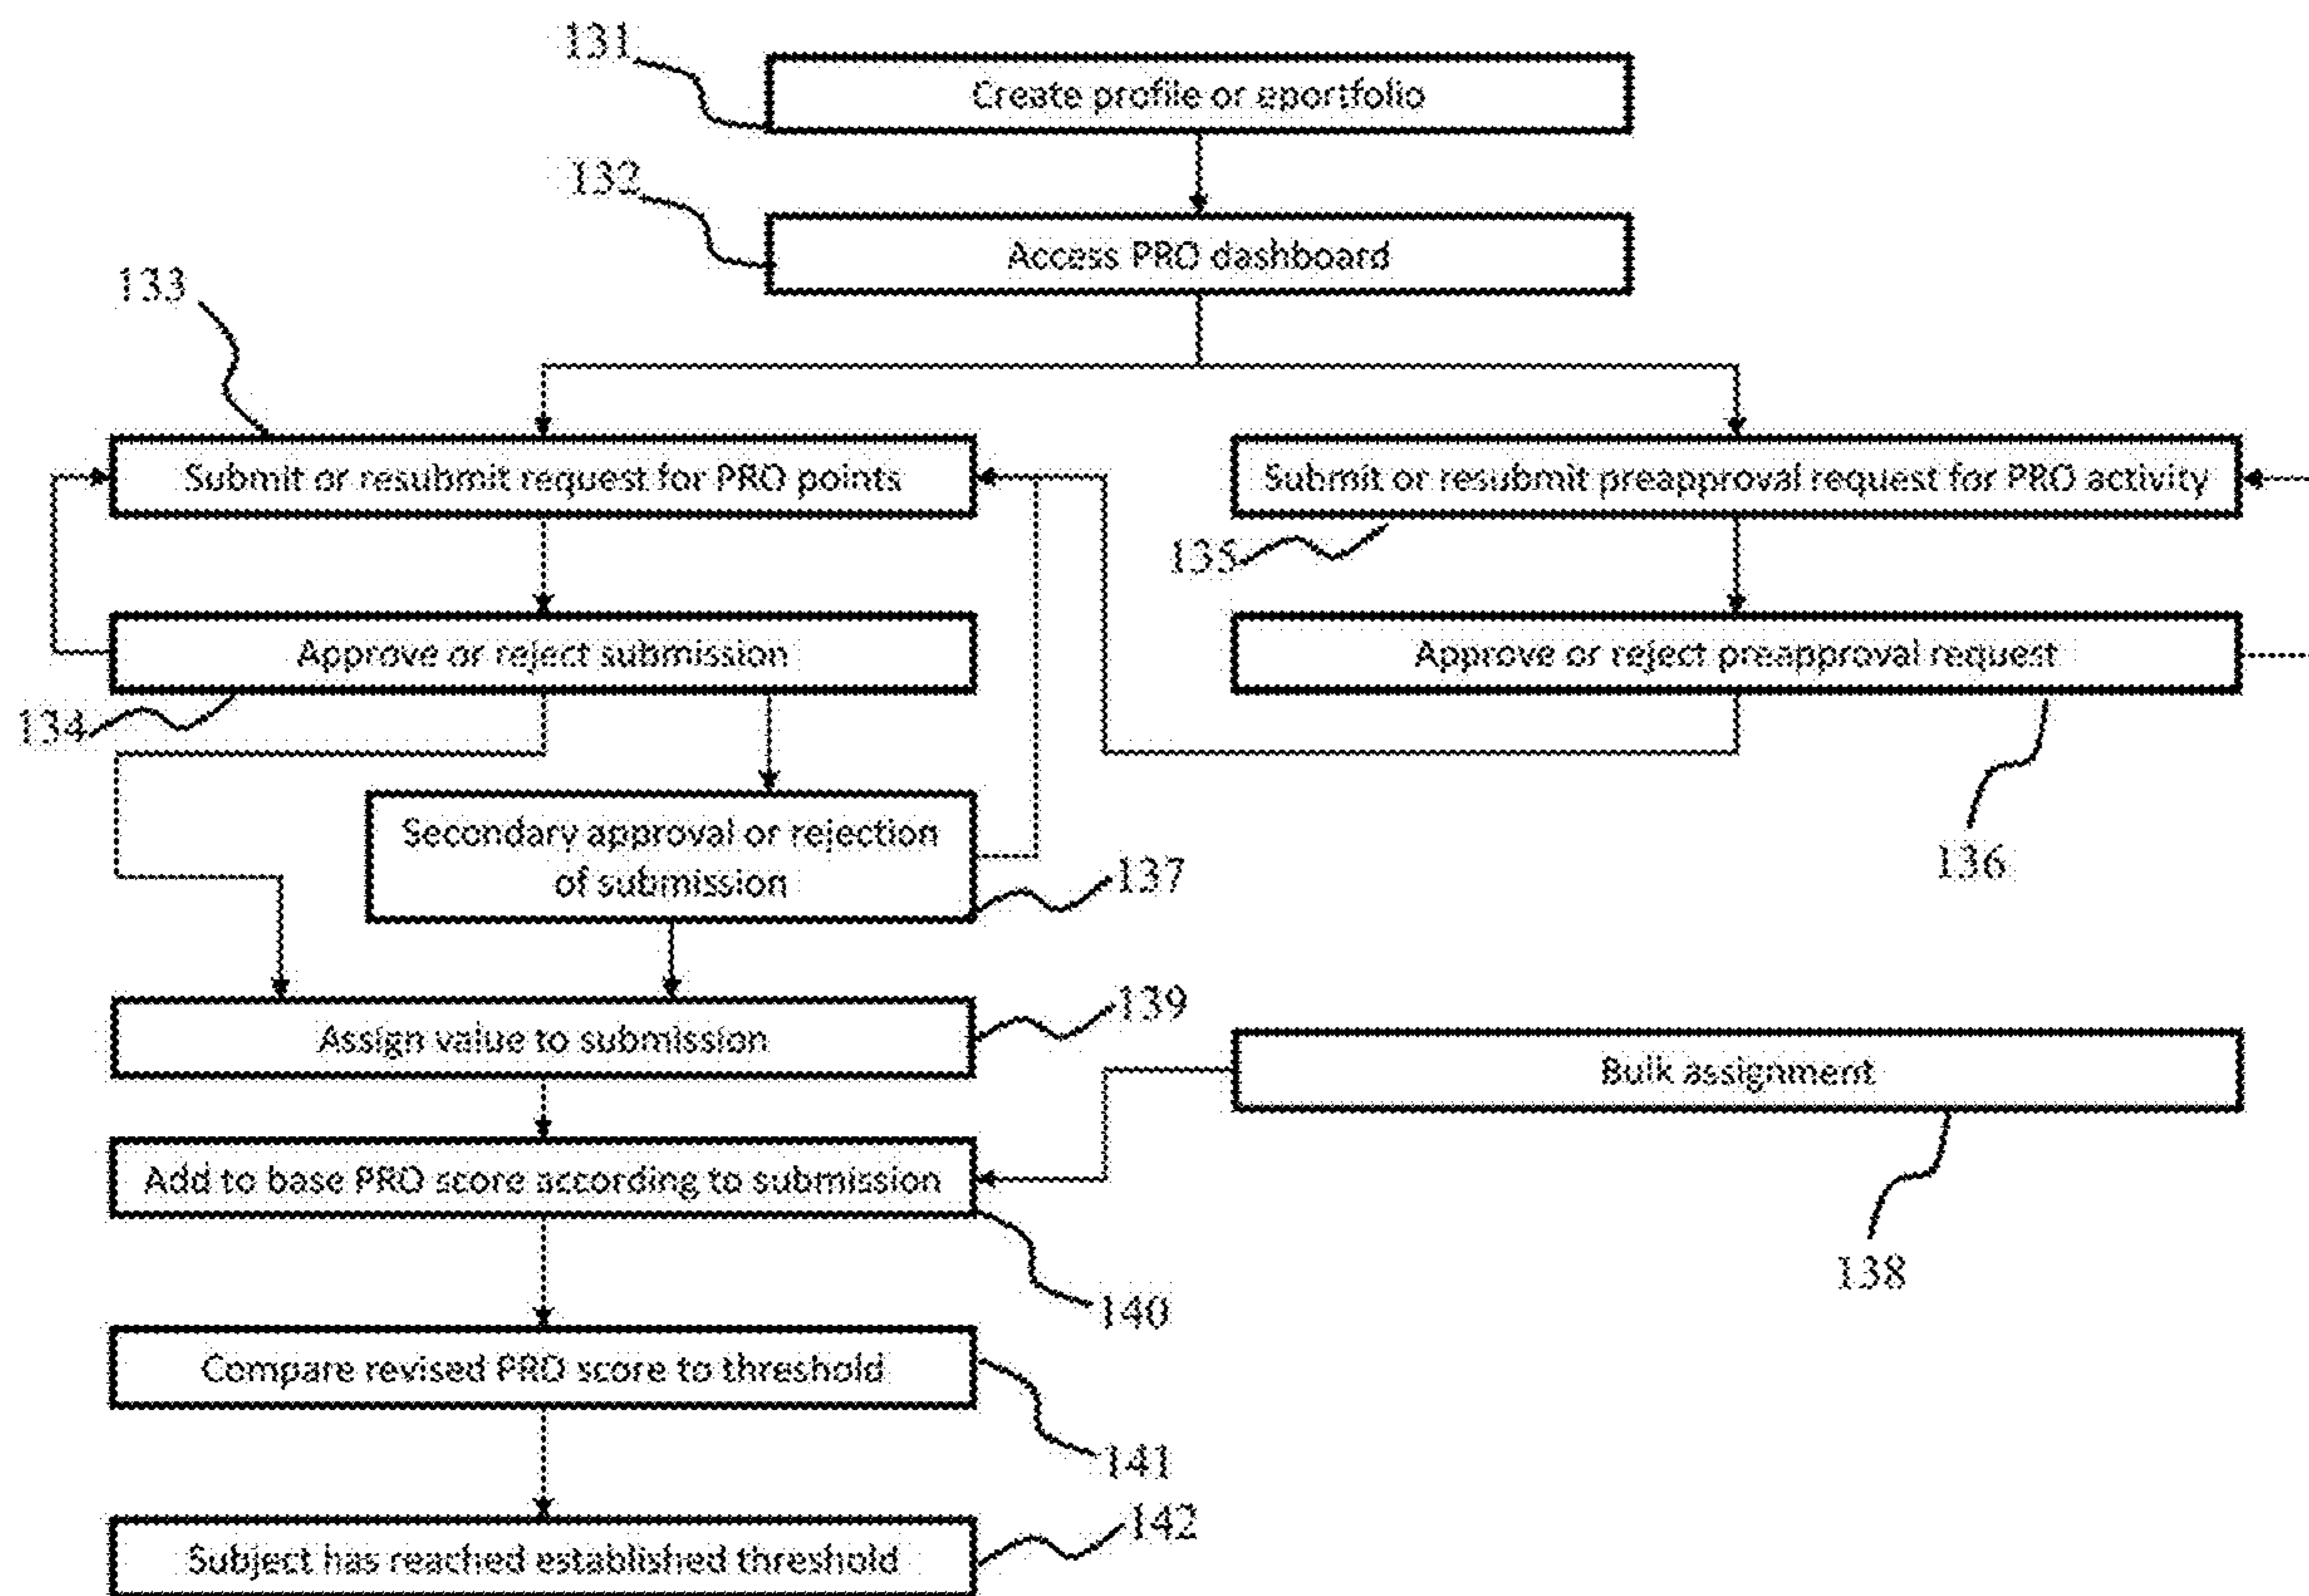 131
Create profile or eportfolio
132
Access PRO dashboard
133
Submit or resubmit request for PRO points
Submit or resubmit preapproval request for PRO activity
135
Approve or reject submission
Approve or reject preapproval request
134
Secondary approval or rejection
of submission
137
136
139
Assign value to submission
Bulk assignment
Add to base PRO score according to submission
138
140
Compare revised PRO score to threshold
141
142
Subject has reached established threshold